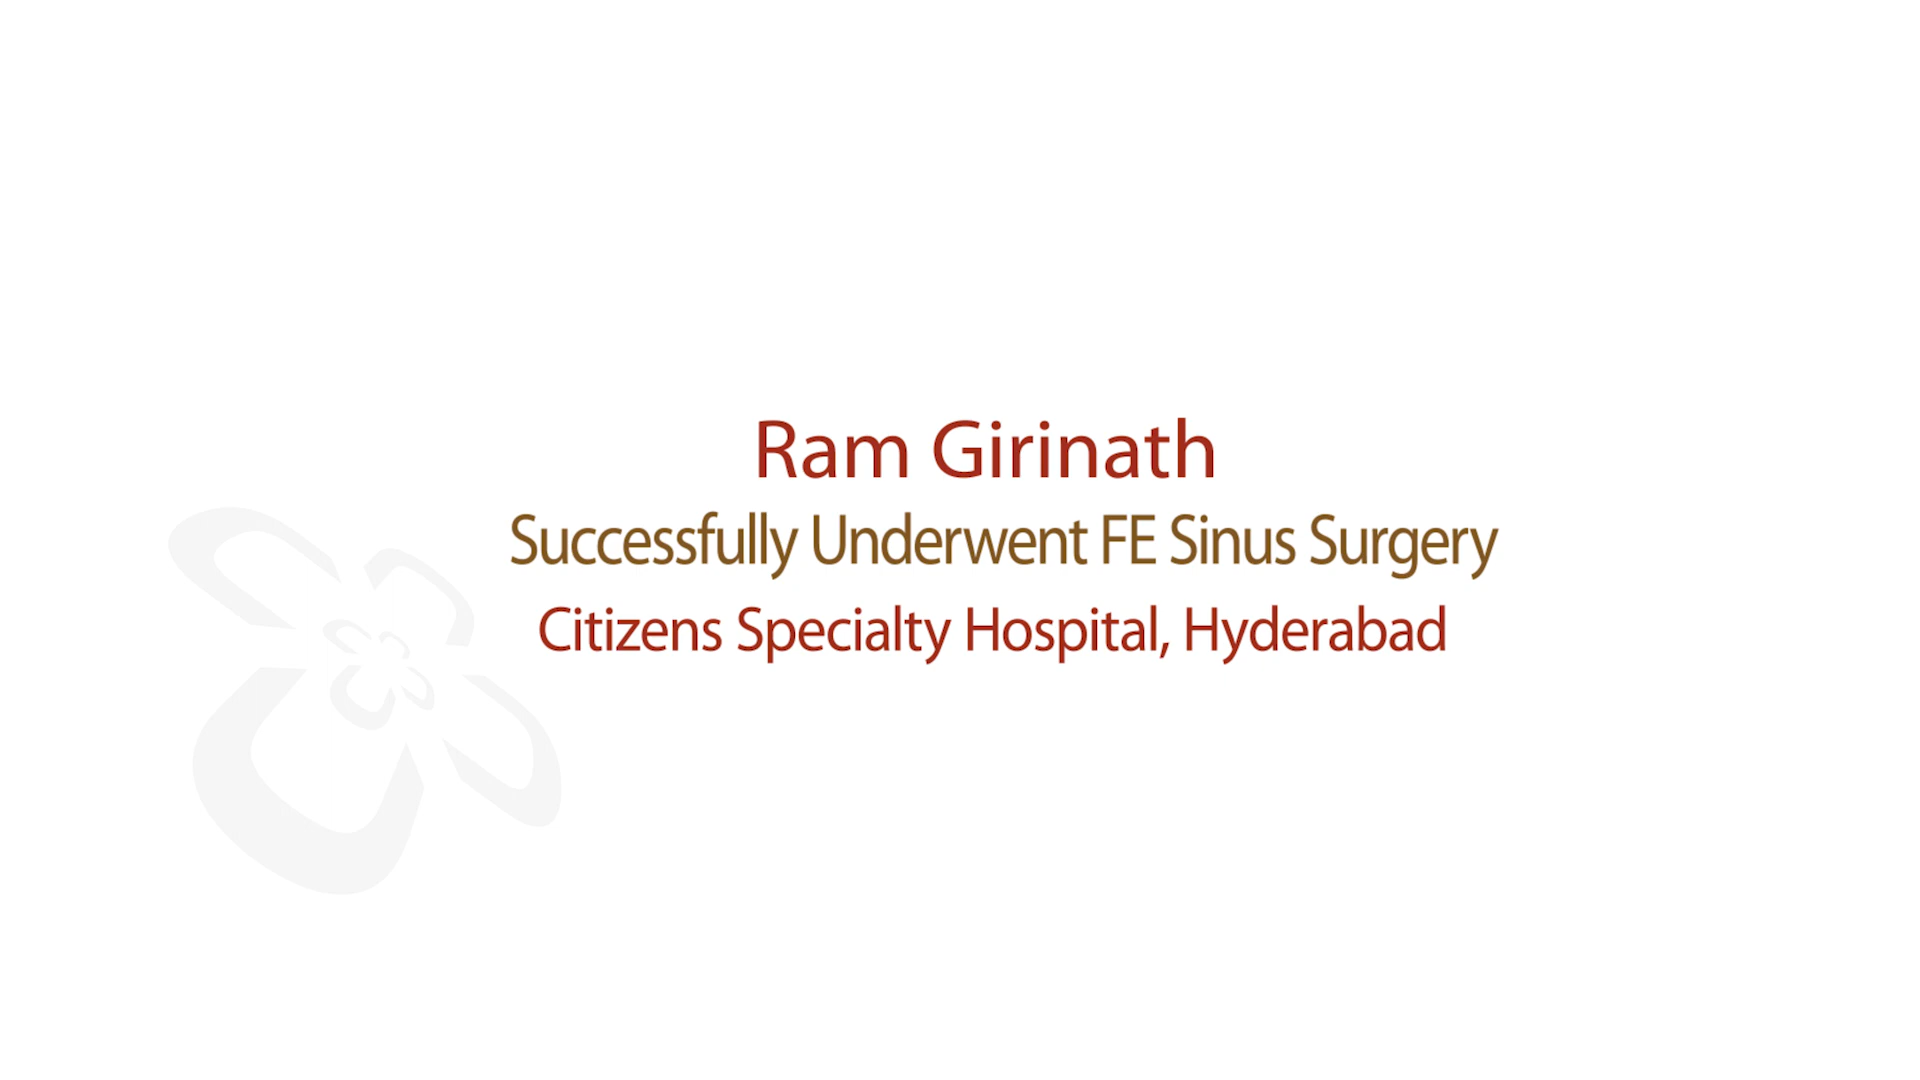 Ram Girinath
Successfully Underwent FE Sinus Surgery
Citizens Specialty Hospital, Hyderabad